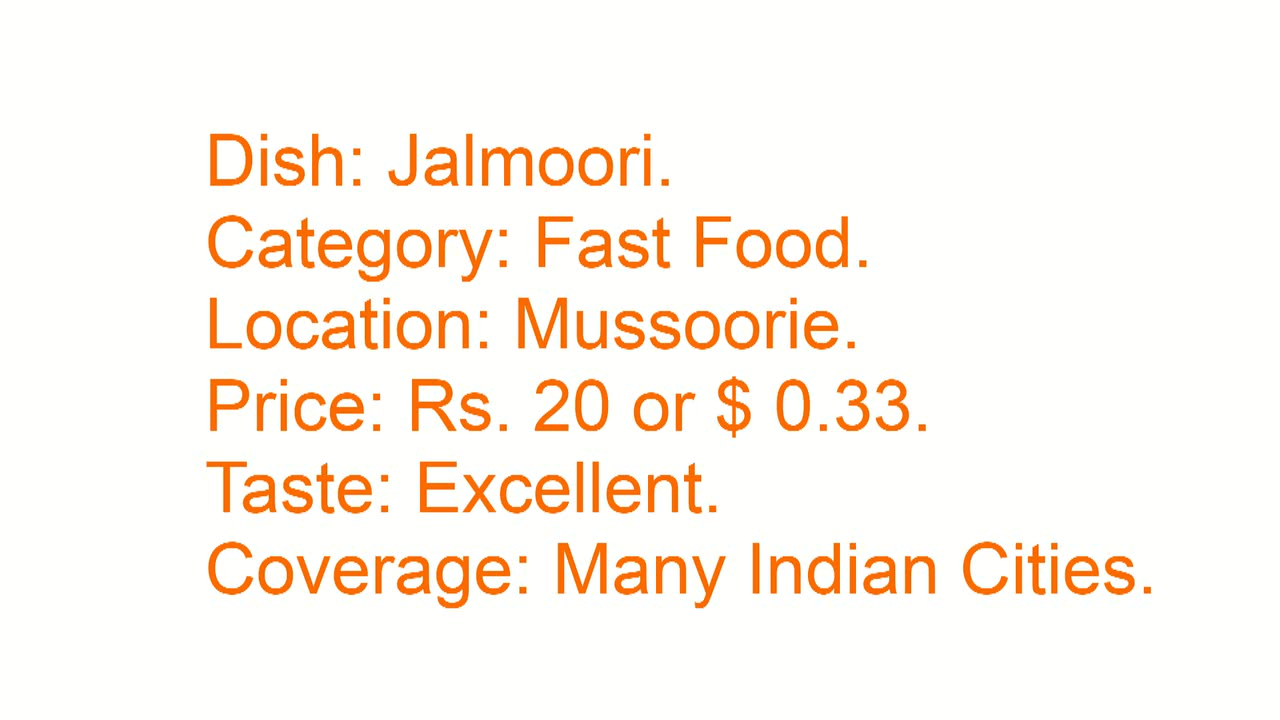 Dish: Jalmoori.
Category: Fast Food.
Location: Mussoorie.
Price: Rs. 20 or $ 0.33.
Taste: Excellent.
Coverage: Many Indian Cities.